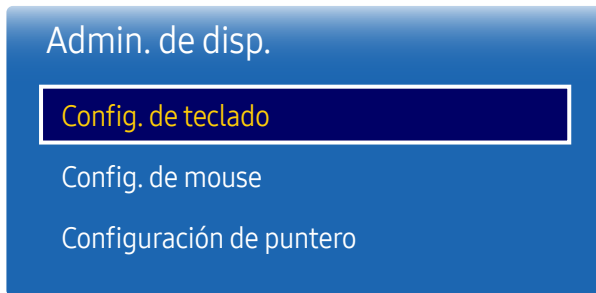 Admin. de disp.
Config. de teclado
Config. de mouse
Configuración de puntero